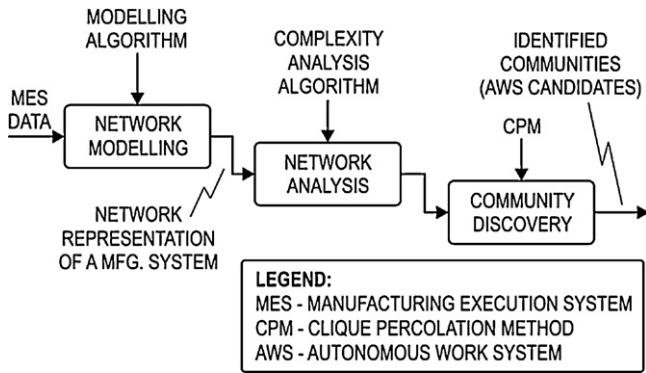 MODELLING
ALGORITHM
COMPLEXITY
ANALYSIS
ALGORITHM
IDENTIFIED
COMMUNITIES
(AWS CANDIDATES)
MES
DATA
NETWORK
MODELLING
CPM
NETWORK
ANALYSIS
COMMUNITY
DISCOVERY
NETWORK
REPRESENTATION
OF A MFG. SYSTEM
LEGEND:
MES - MANUFACTURING EXECUTION SYSTEM
CPM - CLIQUE PERCOLATION METHOD
AWS - AUTONOMOUS WORK SYSTEM